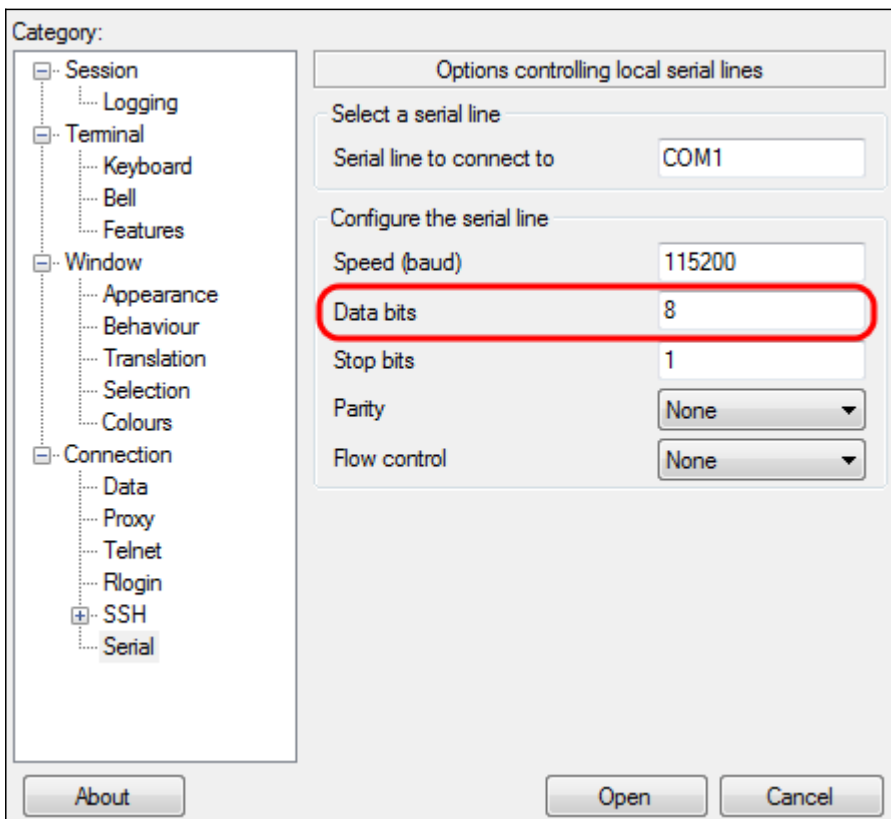 Category:
Session
Logging
Terminal
Keyboard
Bell
Features
Window
Appearance
Behaviour
Translation
Selection
Colours
Connection
Data
Proxy
Telnet
Rlogin
SSH
Serial
Options controlling local serial lines
Select a serial line
Serial line to connect to COM1
Configure the serial line
Speed (baud) 115200
Data bits 8
Stop bits 1
Parity None
Flow control None
About Open Cancel